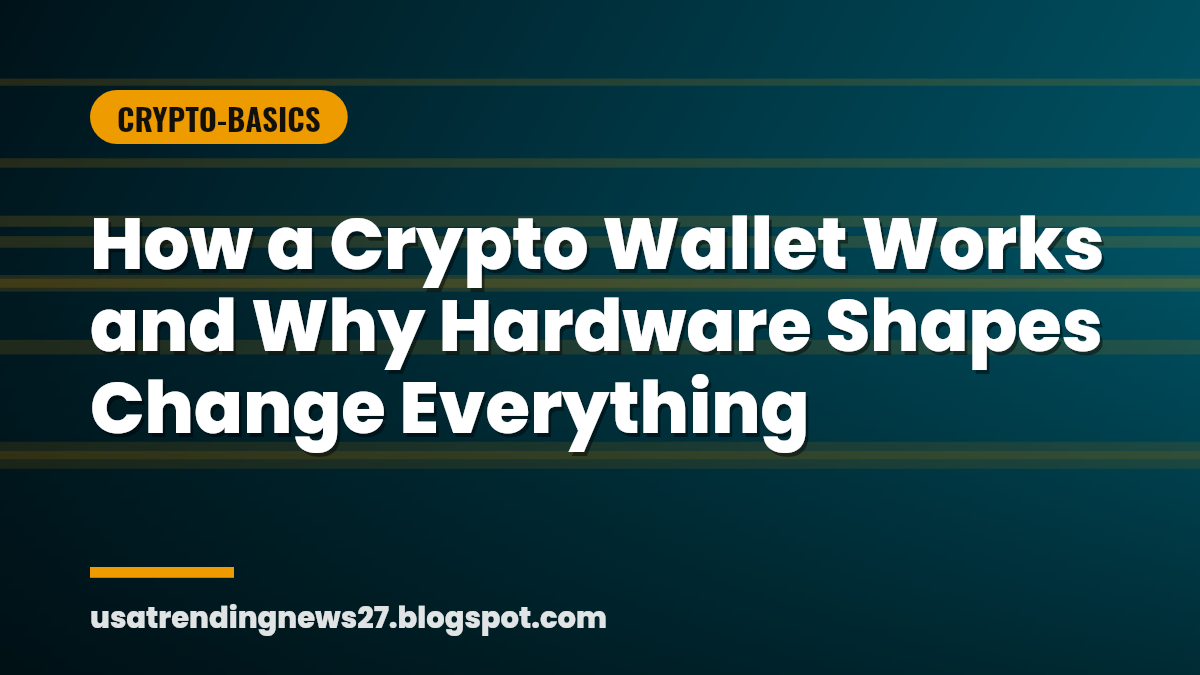 CRYPTO-BASICS
How a Crypto Wallet Works
and Why Hardware Shapes
Change Everything
usatrendingnews27.blogspot.com